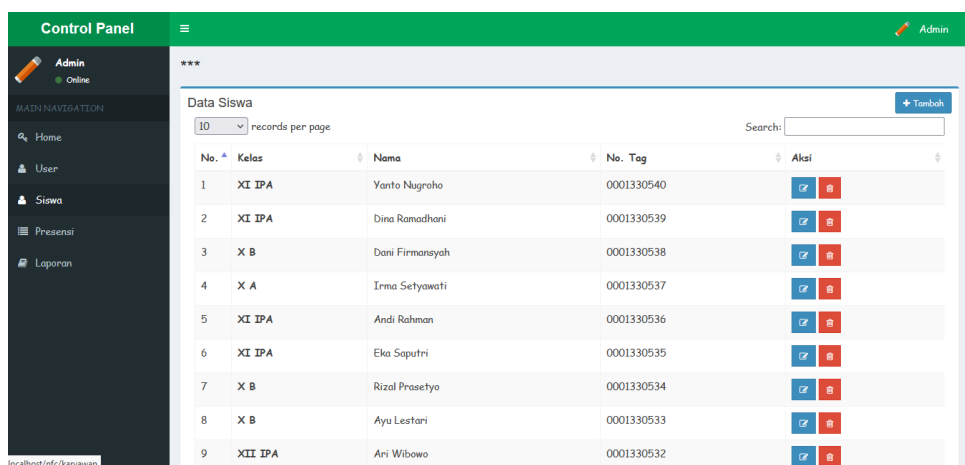 Control Panel
Admin
Admin
Online
***
MAIN NAVIGATION
Home
User
Siswa
Presensi
Laporan
Data Siswa
+ Tambah
10 records per page
Search:
No. Kelas Nama No. Tag Aksi
1 XI IPA Yanto Nugroho 0001330540
2 XI IPA Dina Ramadhani 0001330539
3 X B Dani Firmansyah 0001330538
4 X A Irma Setyawati 0001330537
5 XI IPA Andi Rahman 0001330536
6 XI IPA Eka Saputri 0001330535
7 X B Rizal Prasetyo 0001330534
8 X B Ayu Lestari 0001330533
9 XII IPA Ari Wibowo 0001330532
localhost/nfc/karyawan